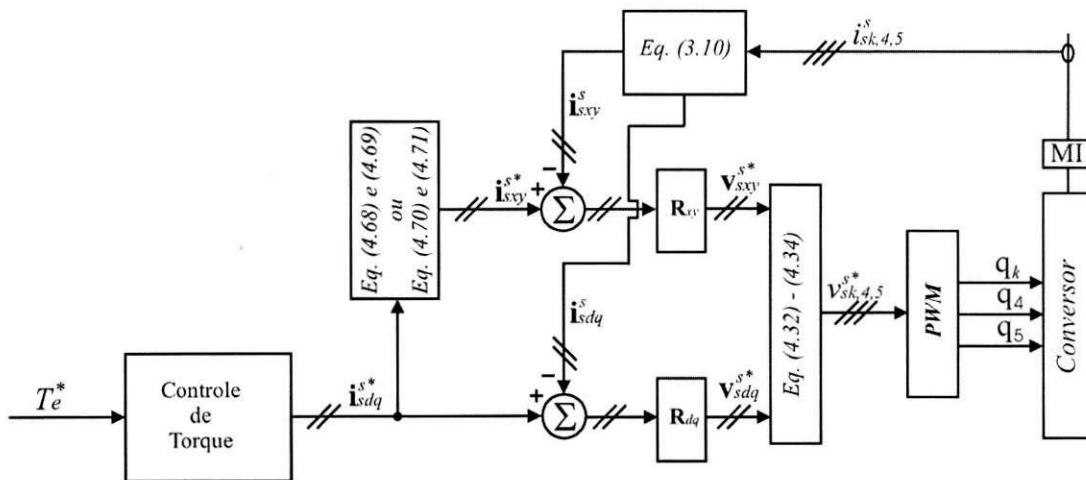 Eq. (3.10)
i^s_{sk,4,5}
i^s_{sxy}
MI
Eq. (4.68) e (4.69)
ou
Eq. (4.70) e (4.71)
i^{s*}_{sxy}
+
−
Σ
R_{xy}
v^{s*}_{sxy}
Eq. (4.32) - (4.34)
v^{s*}_{sk,4,5}
PWM
q_k
q_4
q_5
Conversor
i^s_{sdq}
T_e^*
Controle
de
Torque
i^{s*}_{sdq}
+
−
Σ
R_{dq}
v^{s*}_{sdq}